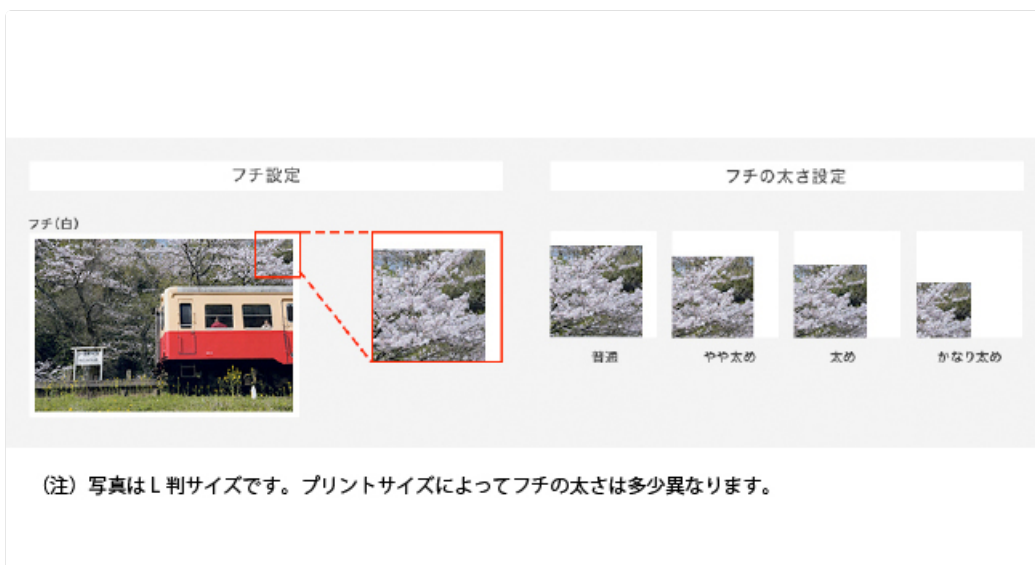 フチ設定
フチの太さ設定
フチ(白)
普通
やや太め
太め
かなり太め
(注) 写真はL判サイズです。プリントサイズによってフチの太さは多少異なります。